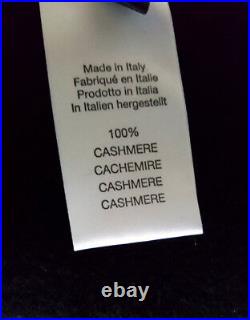 Made in Italy
Fabriqué en Italie
Prodotto in Italia
In Italien hergestellt
100%
CASHMERE
CACHEMIRE
CASHMERE
CASHMERE